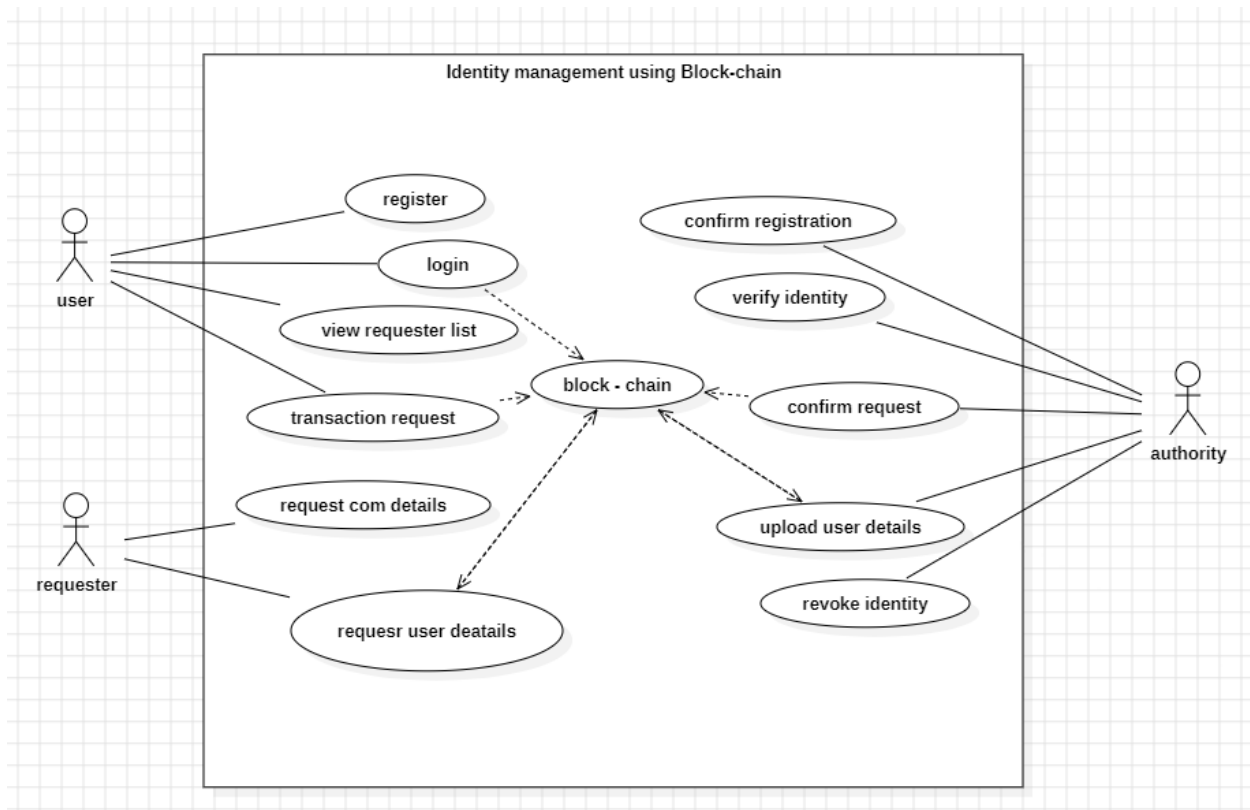 Identity management using Block-chain
register
confirm registration
login
verify identity
user
view requester list
block - chain
transaction request
confirm request
authority
request com details
upload user details
requester
revoke identity
requesr user deatails